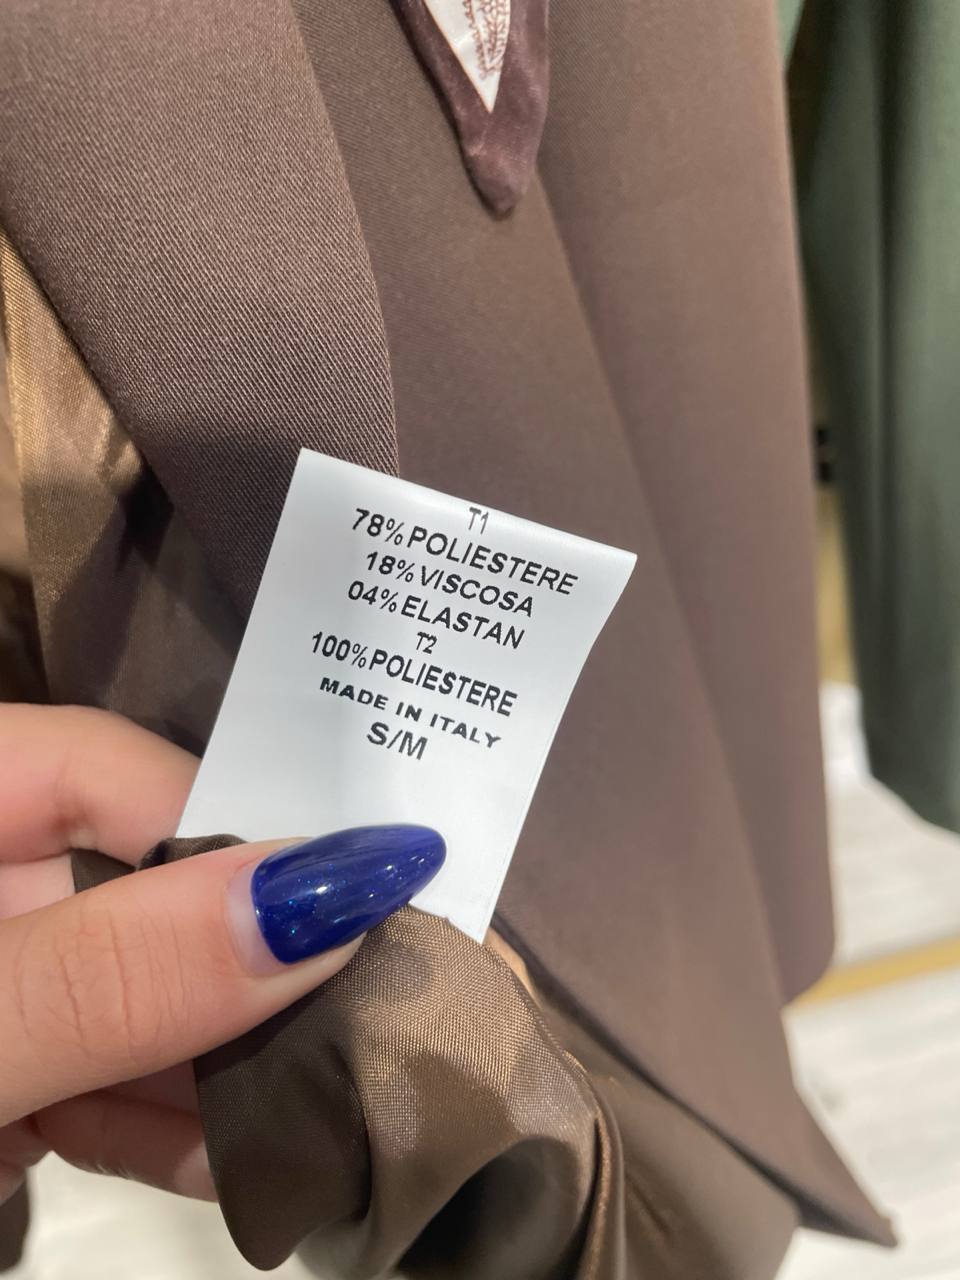 T1
78% POLIESTERE
18% VISCOSA
04% ELASTAN
T2
100% POLIESTERE
MADE IN ITALY
S/M